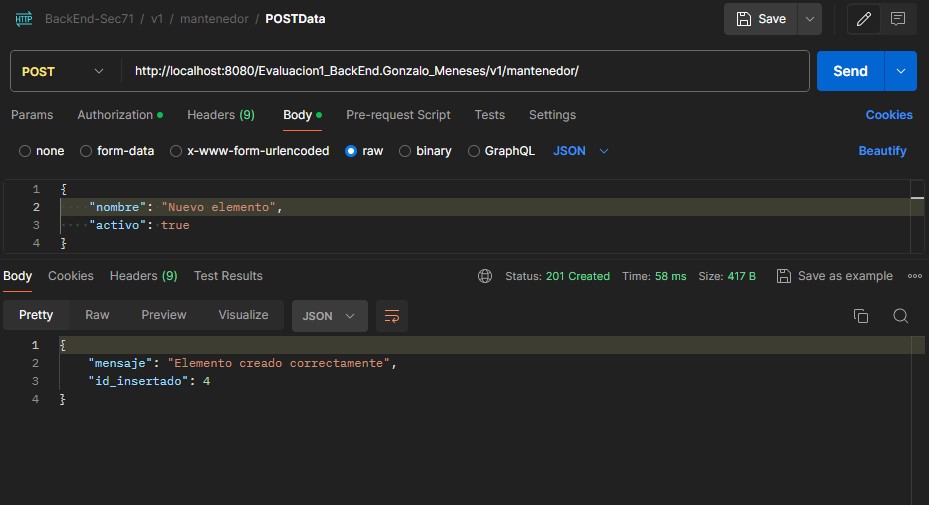 HTTP BackEnd-Sec71 / v1 / mantenedor / POSTData Save
POST http://localhost:8080/Evaluacion1_BackEnd.Gonzalo_Meneses/v1/mantenedor/ Send
Params Authorization Headers (9) Body Pre-request Script Tests Settings Cookies
none form-data x-www-form-urlencoded raw binary GraphQL JSON Beautify
1 {
2 "nombre": "Nuevo elemento",
3 "activo": true
4 }
Body Cookies Headers (9) Test Results Status: 201 Created Time: 58 ms Size: 417 B Save as example
Pretty Raw Preview Visualize JSON
1 {
2 "mensaje": "Elemento creado correctamente",
3 "id_insertado": 4
4 }